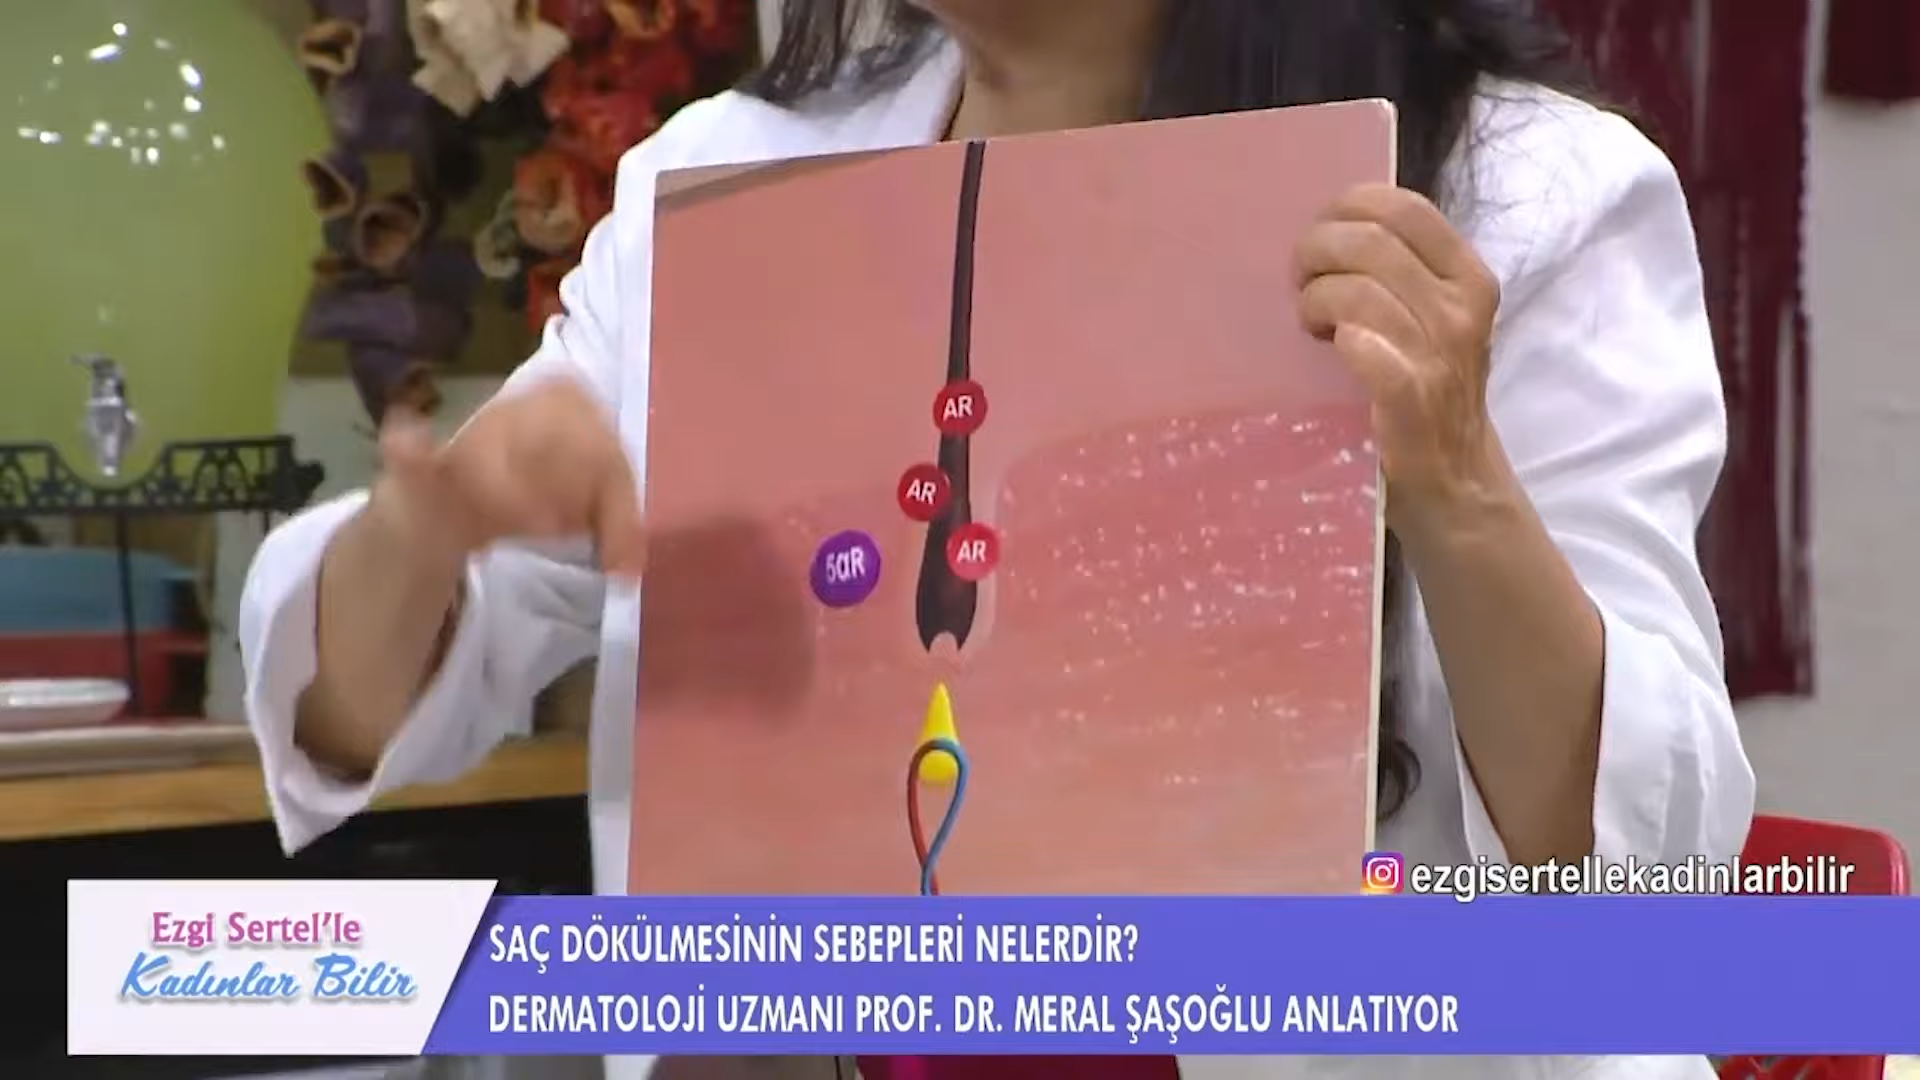 AR
AR
AR
5αR
ezgisertellekadinlarbilir
Ezgi Sertel'le
Kadınlar Bilir
SAÇ DÖKÜLMESİNİN SEBEPLERİ NELERDİR?
DERMATOLOJİ UZMANI PROF. DR. MERAL ŞAŞOĞLU ANLATIYOR